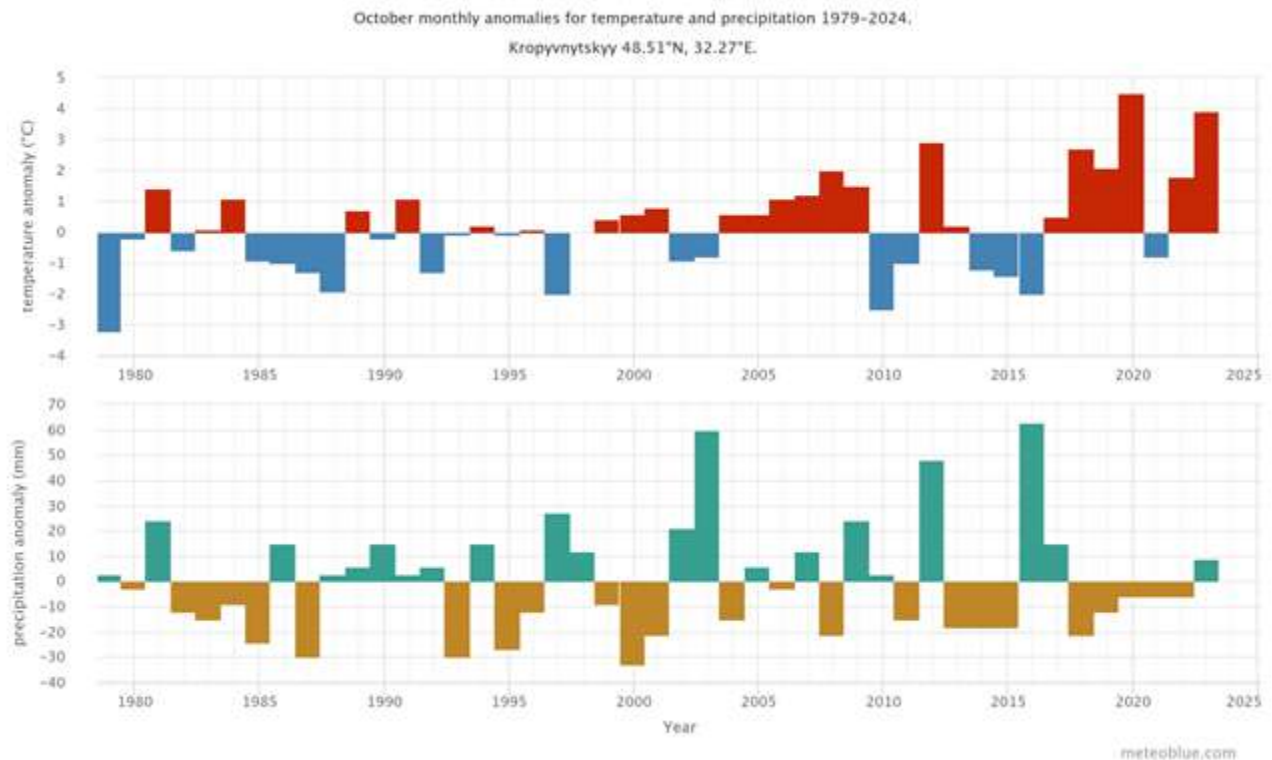 October monthly anomalies for temperature and precipitation 1979-2024.
Kropyvnytskyy 48.51°N, 32.27°E.
temperature anomaly (°C)
5
4
3
2
1
0
-1
-2
-3
-4
1980 1985 1990 1995 2000 2005 2010 2015 2020 2025
precipitation anomaly (mm)
70
60
50
40
30
20
10
0
-10
-20
-30
-40
1980 1985 1990 1995 2000 2005 2010 2015 2020 2025
Year
meteoblue.com